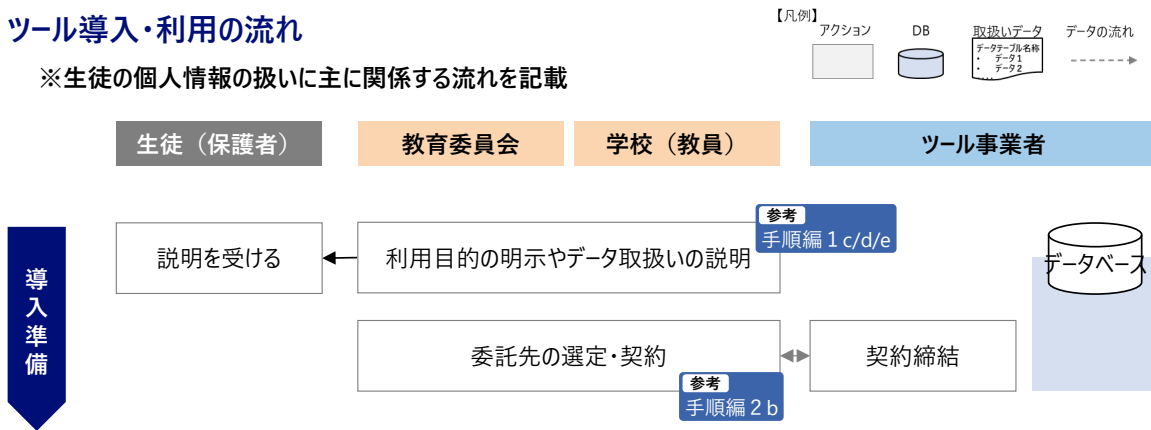 ツール導入・利用の流れ
※生徒の個人情報の扱いに主に関係する流れを記載
【凡例】
アクション
DB
取扱いデータ
データの流れ
データテーブル名称
・ データ1
・ データ2
・ ...
生徒（保護者）
教育委員会
学校（教員）
ツール事業者
導入準備
説明を受ける
利用目的の明示やデータ取扱いの説明
参考
手順編1c/d/e
データベース
委託先の選定・契約
契約締結
参考
手順編2b